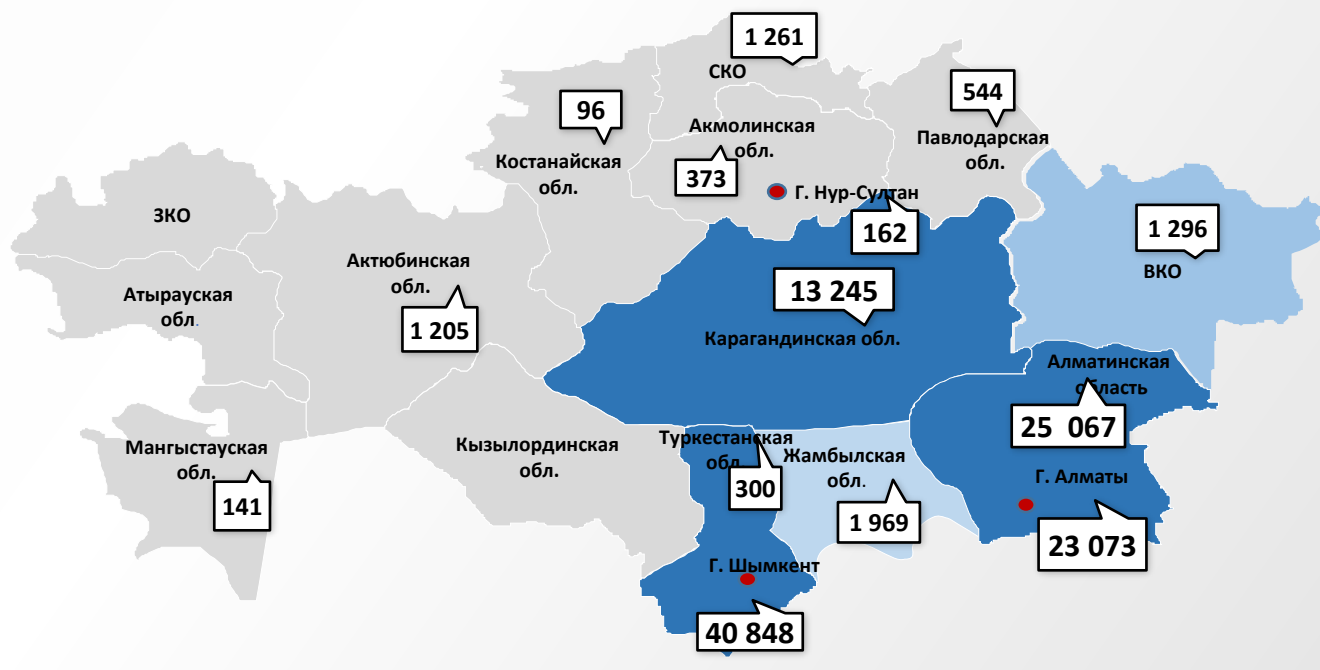 1 261
СКО
96
Костанайская
обл.
Акмолинская
обл.
373
544
Павлодарская
обл.
Г. Нур-Султан
162
1 296
ВКО
ЗКО
Атырауская
обл.
Актюбинская
обл.
1 205
13 245
Карагандинская обл.
Алматинская
область
25 067
Мангыстауская
обл.
141
Кызылординская
обл.
Туркестанская
обл
300
Жамбылская
обл.
1 969
Г. Алматы
23 073
Г. Шымкент
40 848